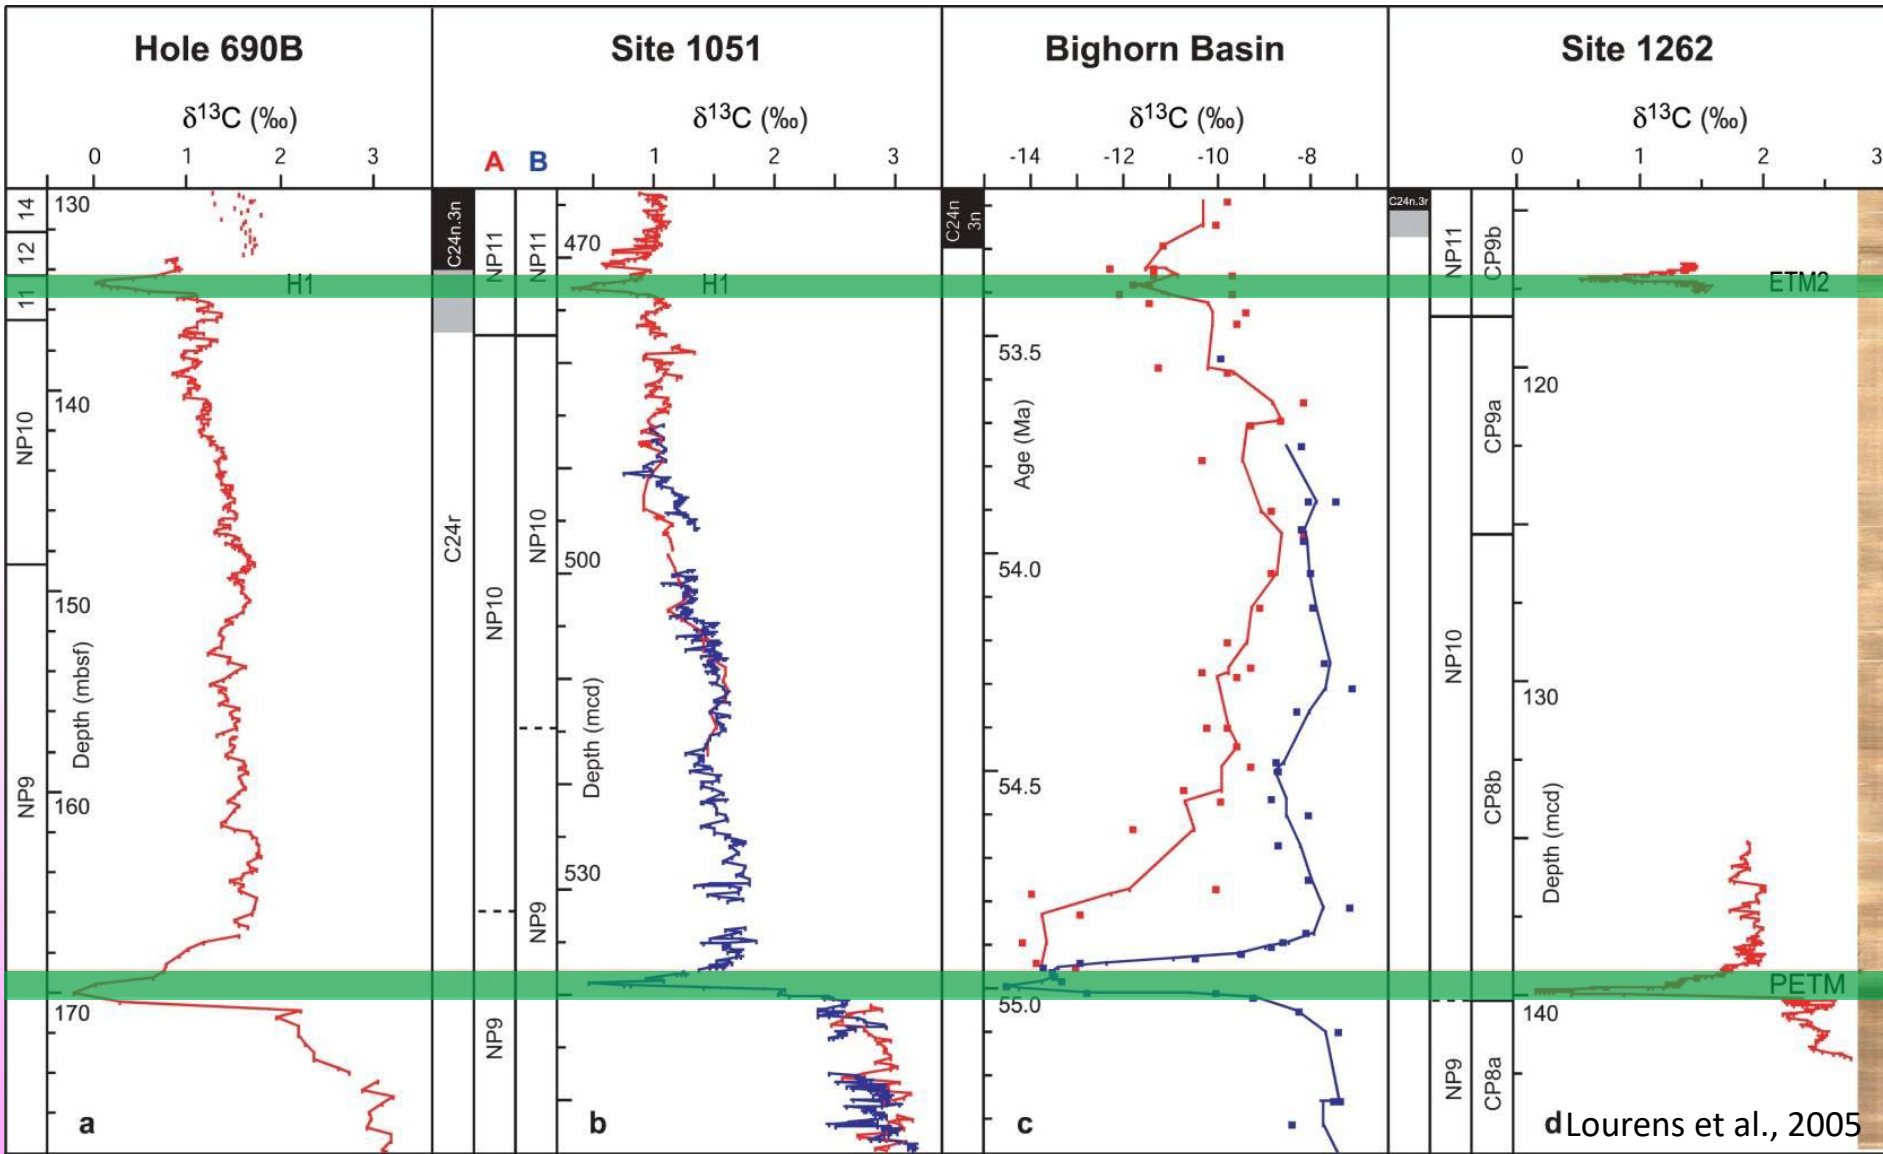 Hole 690B
Site 1051
Bighorn Basin
Site 1262
δ13C (‰)
δ13C (‰)
δ13C (‰)
δ13C (‰)
0 1 2 3
A B
1 2 3
-14 -12 -10 -8
0 1 2 3
14
12
11
NP10
NP9
130
140
150
160
170
Depth (mbsf)
H1
a
C24n.3n
C24r
NP11
NP10
NP9
NP11
NP10
NP9
470
500
530
Depth (mcd)
H1
b
C24n
3n
53.5
54.0
54.5
55.0
Age (Ma)
c
C24n.3r
NP11
NP10
NP9
CP9b
CP9a
CP8b
CP8a
120
130
140
Depth (mcd)
ETM2
PETM
d Lourens et al., 2005